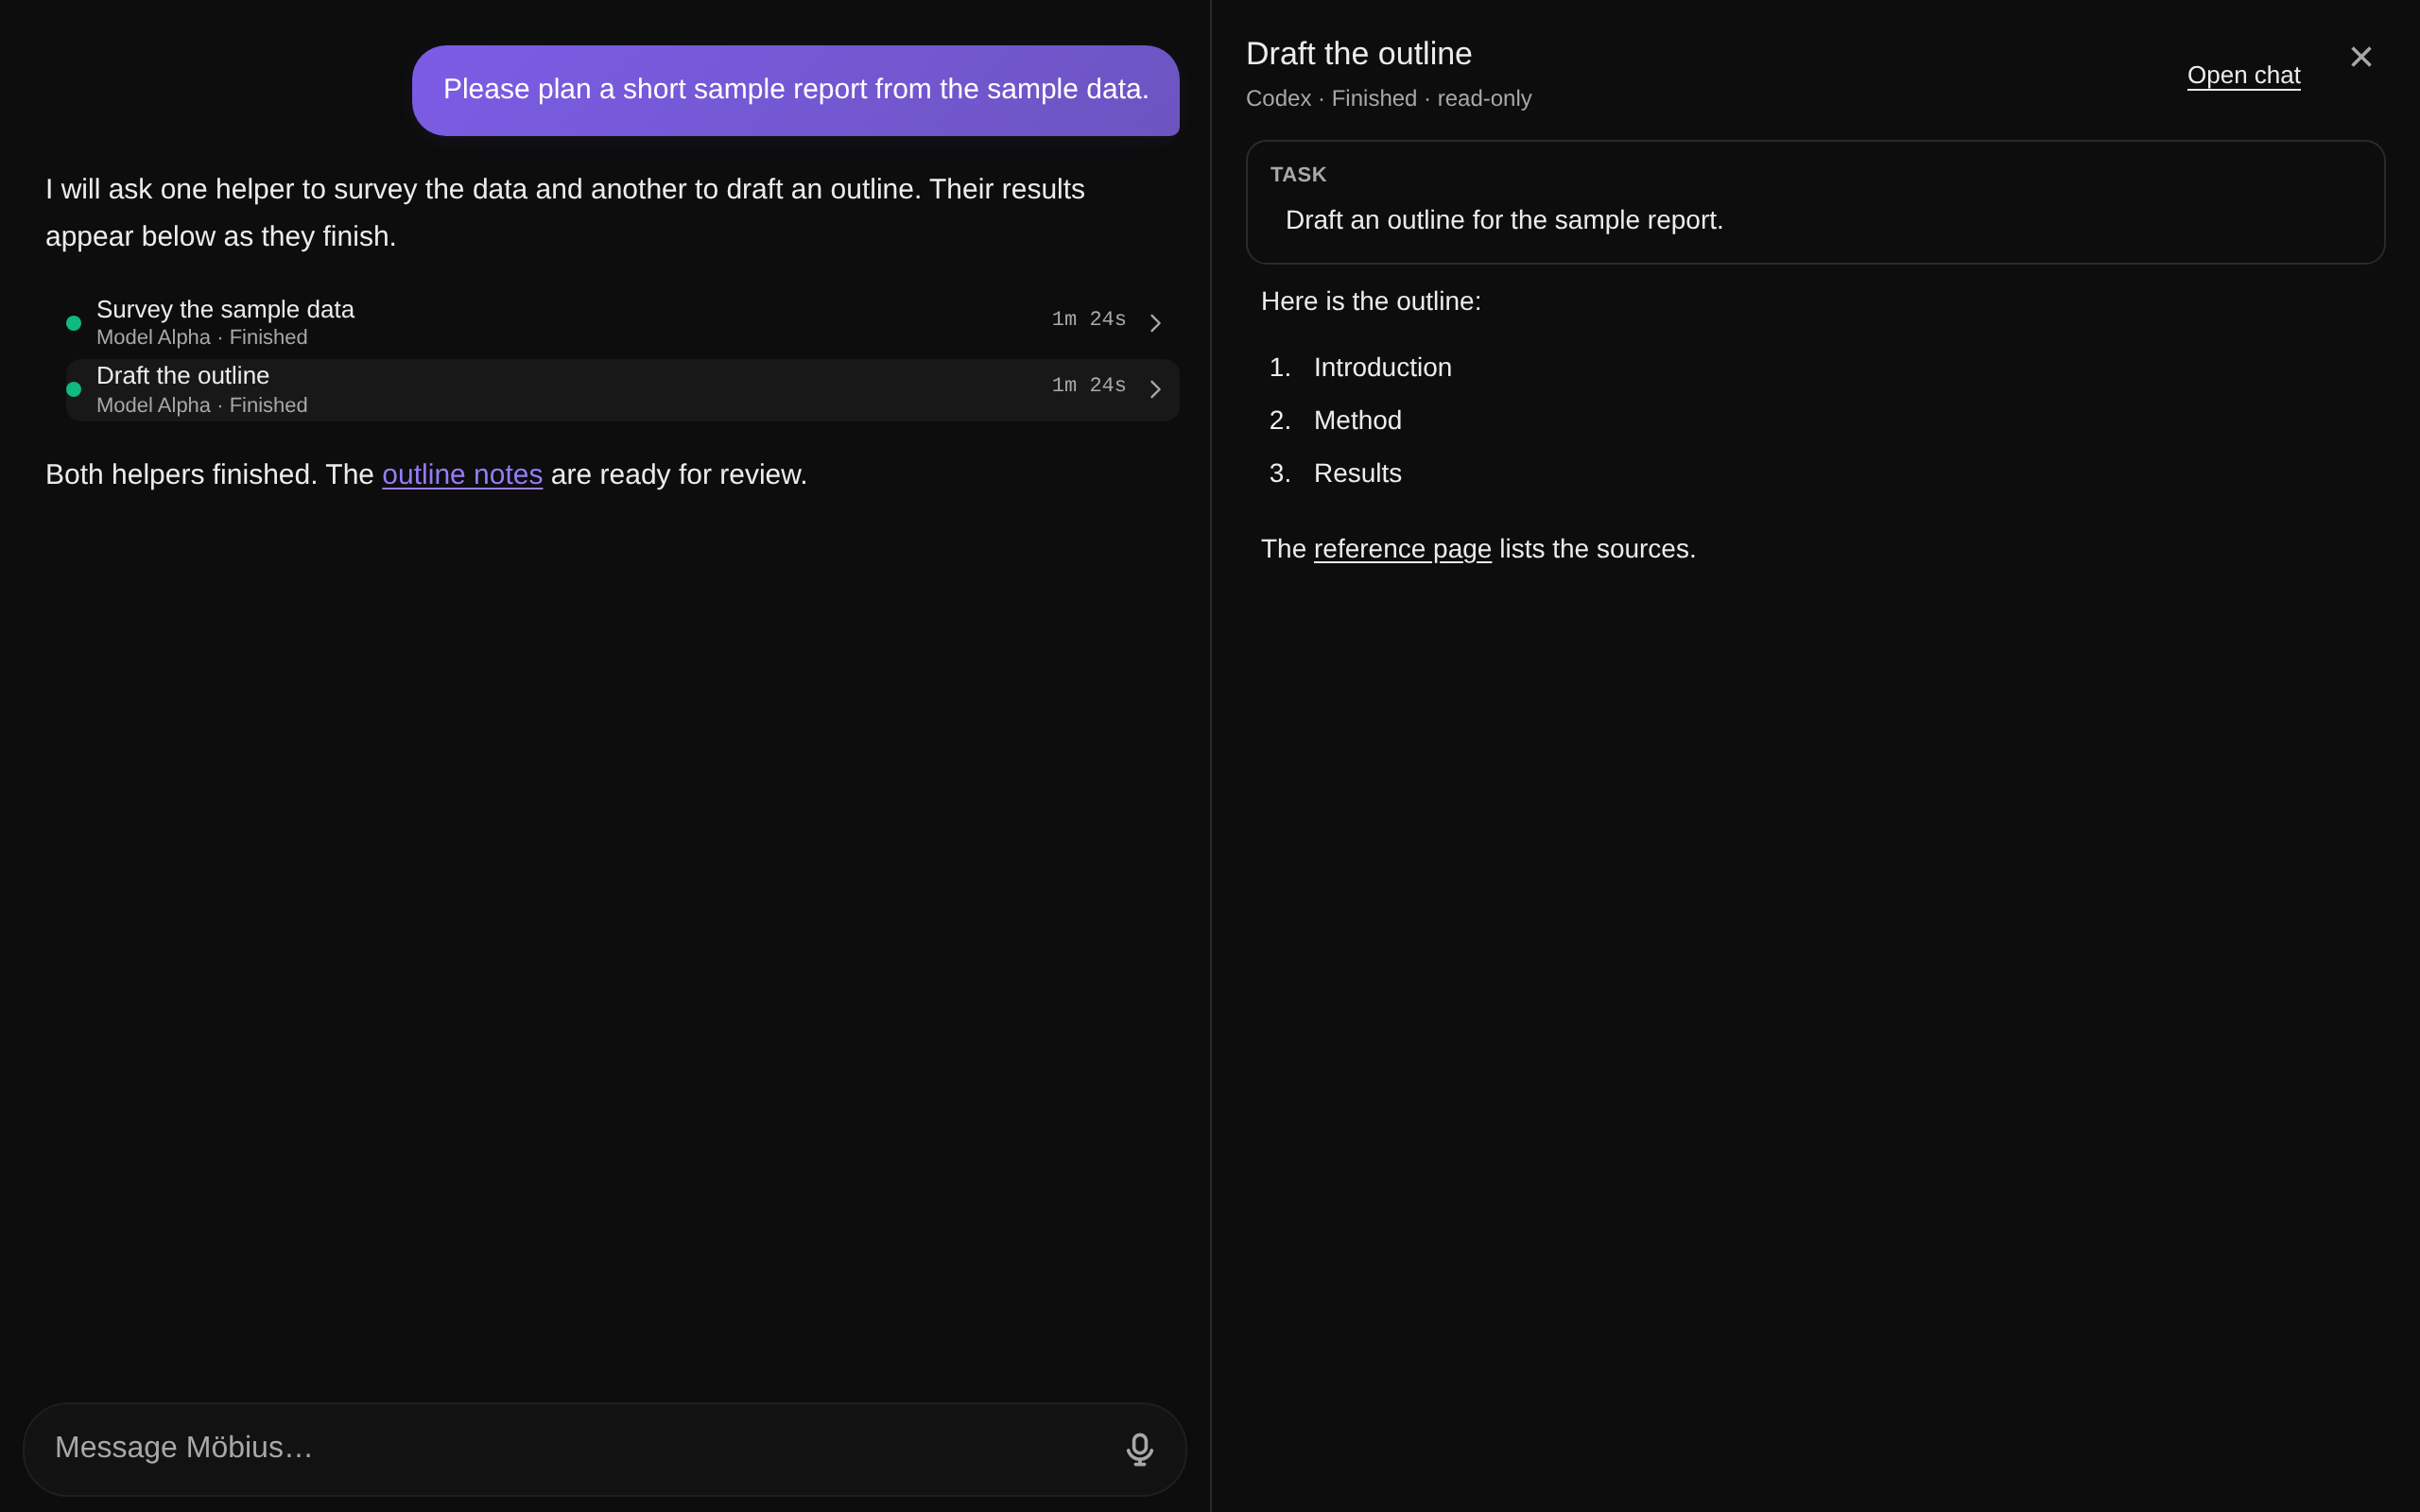 Please plan a short sample report from the sample data.
I will ask one helper to survey the data and another to draft an outline. Their results
appear below as they finish.
Survey the sample data
Model Alpha · Finished
1m 24s
Draft the outline
Model Alpha · Finished
1m 24s
Both helpers finished. The outline notes are ready for review.
Message Möbius…
Draft the outline
Codex · Finished · read-only
Open chat
TASK
Draft an outline for the sample report.
Here is the outline:
1. Introduction
2. Method
3. Results
The reference page lists the sources.